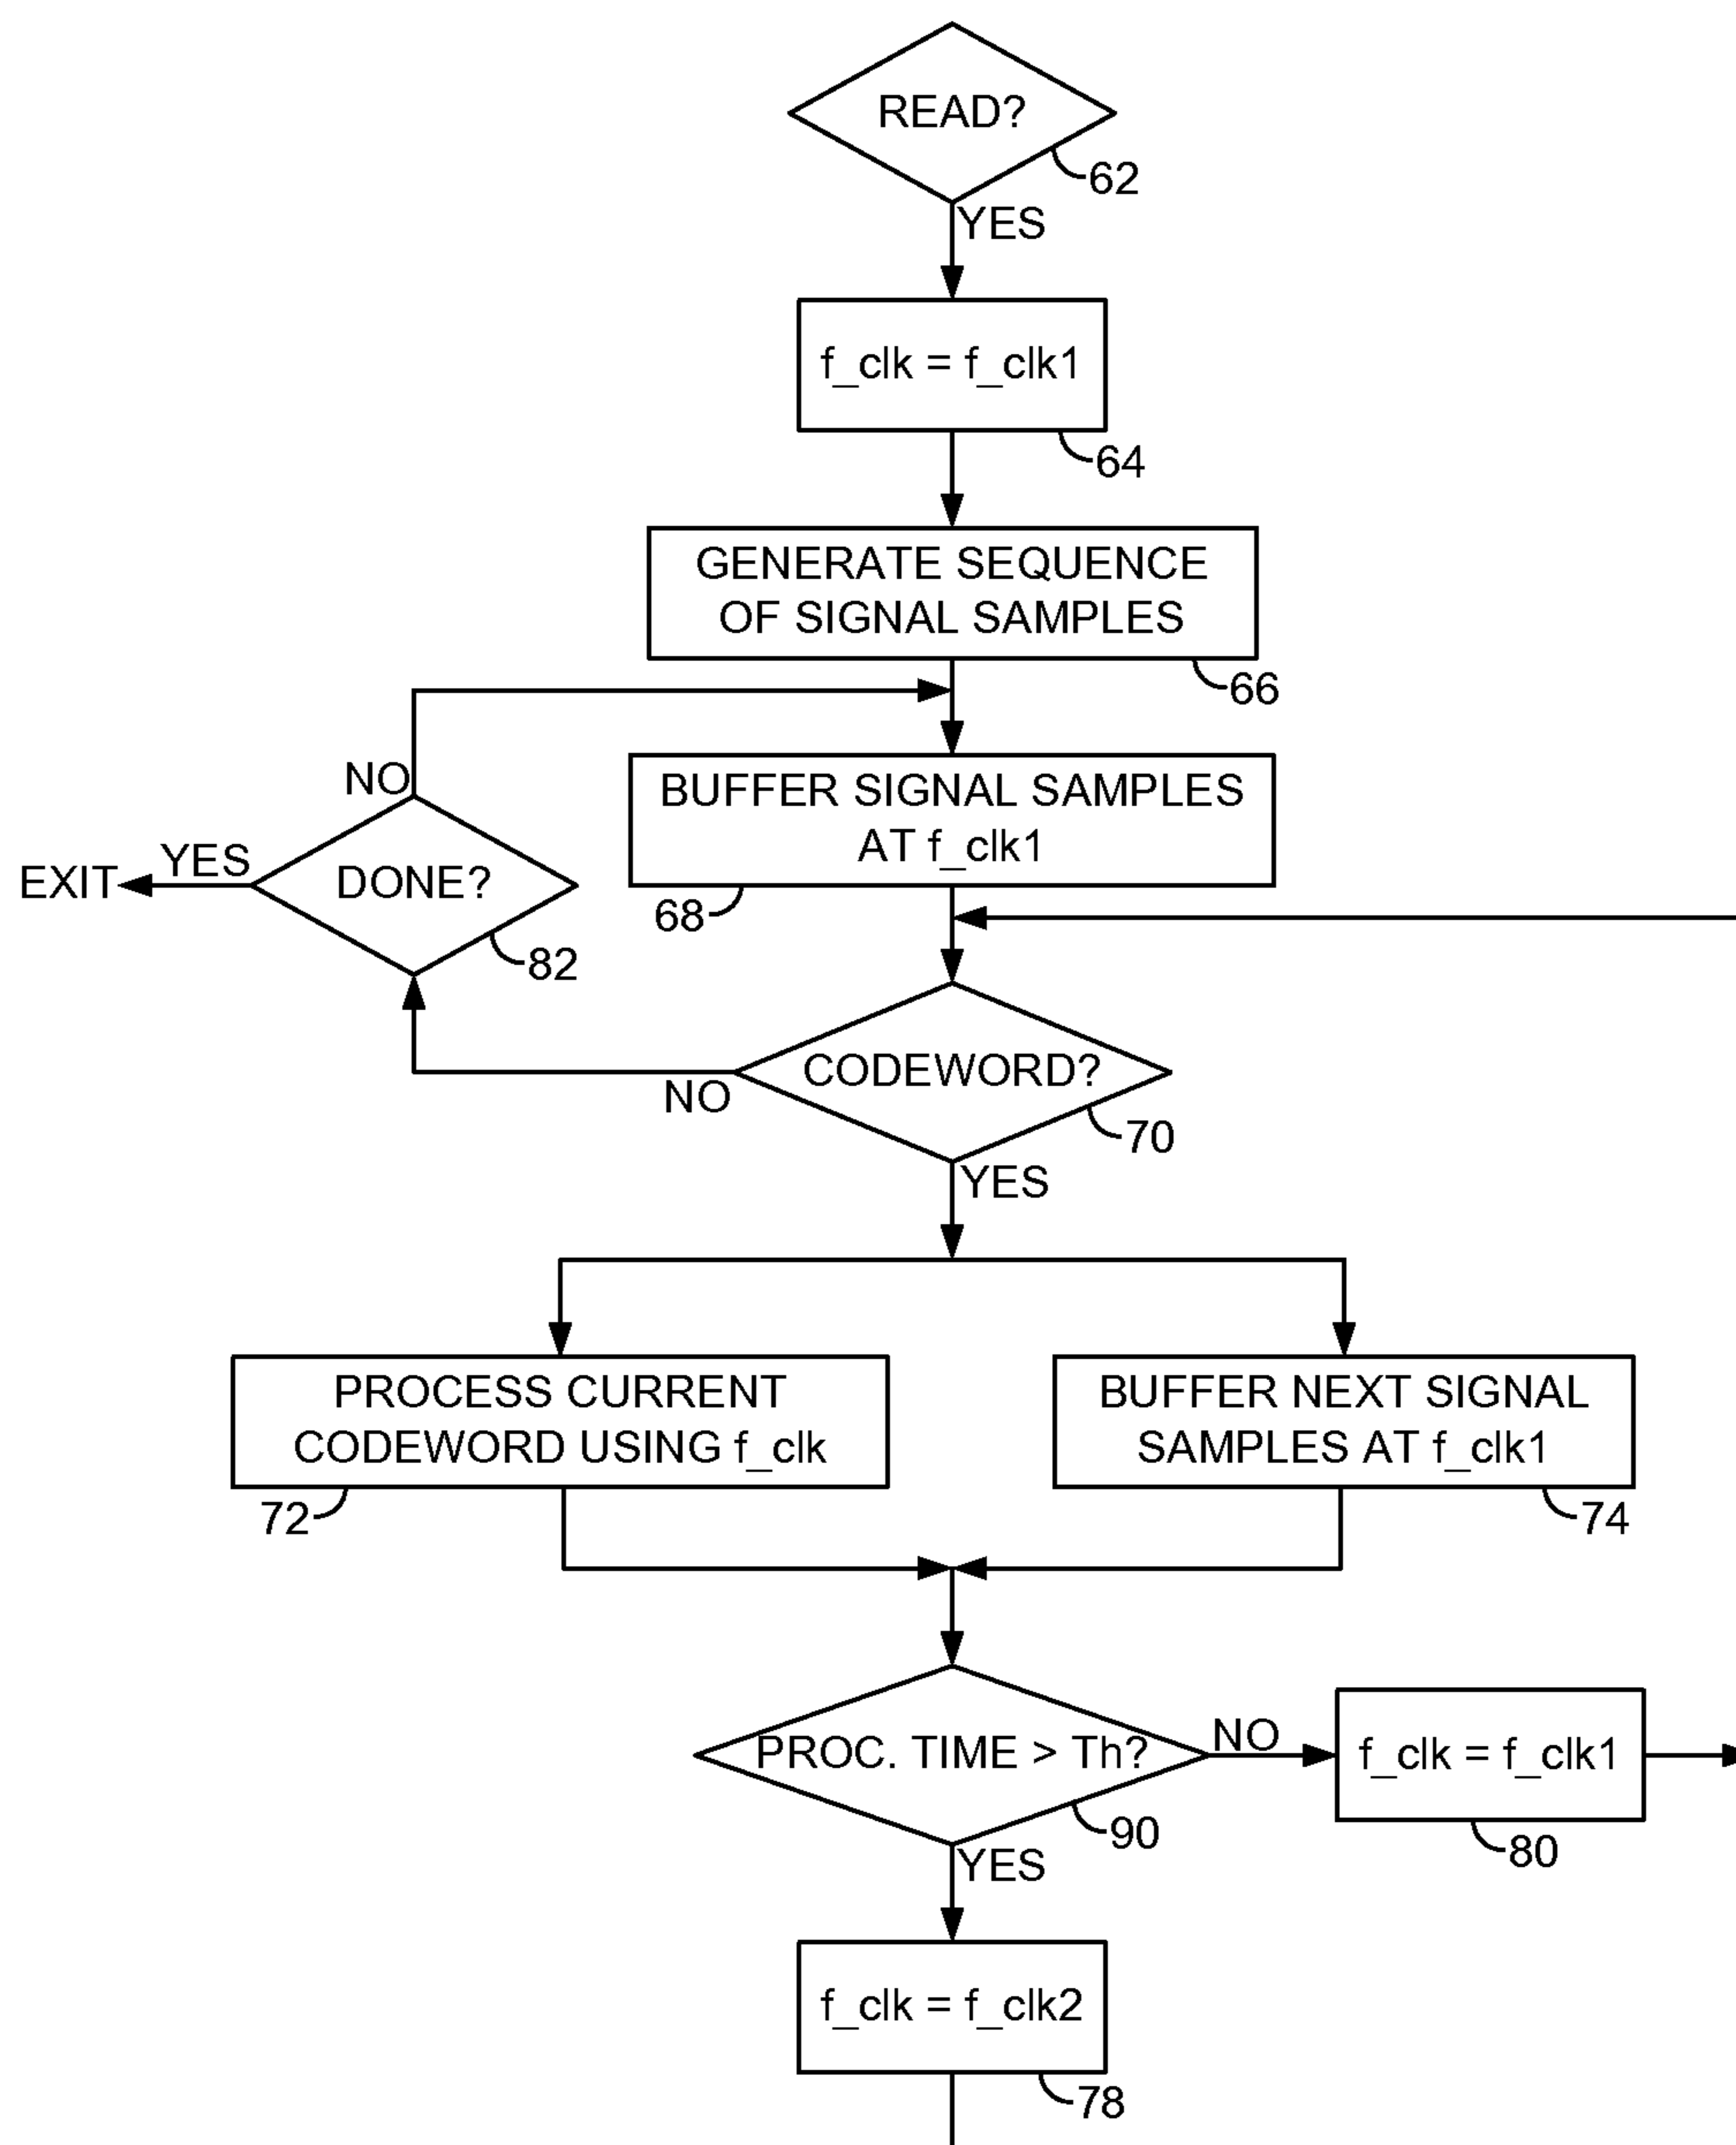 READ?
62
YES
f_clk = f_clk1
64
GENERATE SEQUENCE
OF SIGNAL SAMPLES
66
NO
BUFFER SIGNAL SAMPLES
AT f_clk1
68
EXIT
YES
DONE?
82
CODEWORD?
NO
70
YES
PROCESS CURRENT
CODEWORD USING f_clk
72
BUFFER NEXT SIGNAL
SAMPLES AT f_clk1
74
PROC. TIME > Th?
NO
90
f_clk = f_clk1
80
YES
f_clk = f_clk2
78